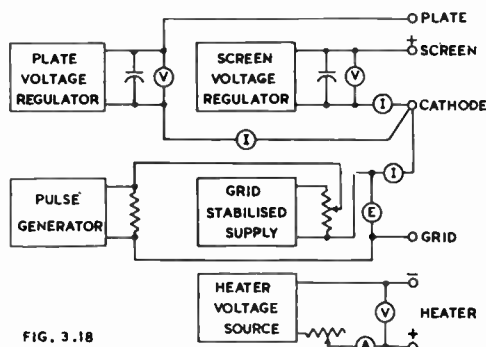 PLATE
+
SCREEN
PLATE
VOLTAGE
REGULATOR
V
SCREEN
VOLTAGE
REGULATOR
V
I
CATHODE
I
I
PULSE
GENERATOR
GRID
STABILISED
SUPPLY
E
GRID
HEATER
VOLTAGE
SOURCE
−
V
HEATER
+
A
FIG. 3.18